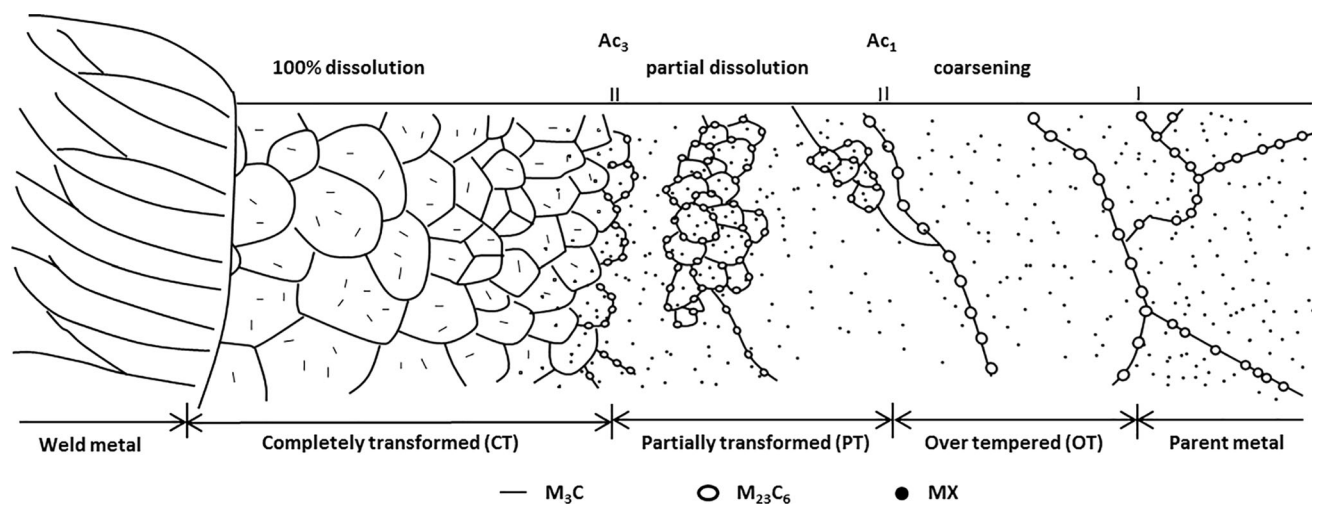 Ac₃
Ac₁
100% dissolution
partial dissolution
coarsening
Weld metal
Completely transformed (CT)
Partially transformed (PT)
Over tempered (OT)
Parent metal
M₃C
M₂₃C₆
MX